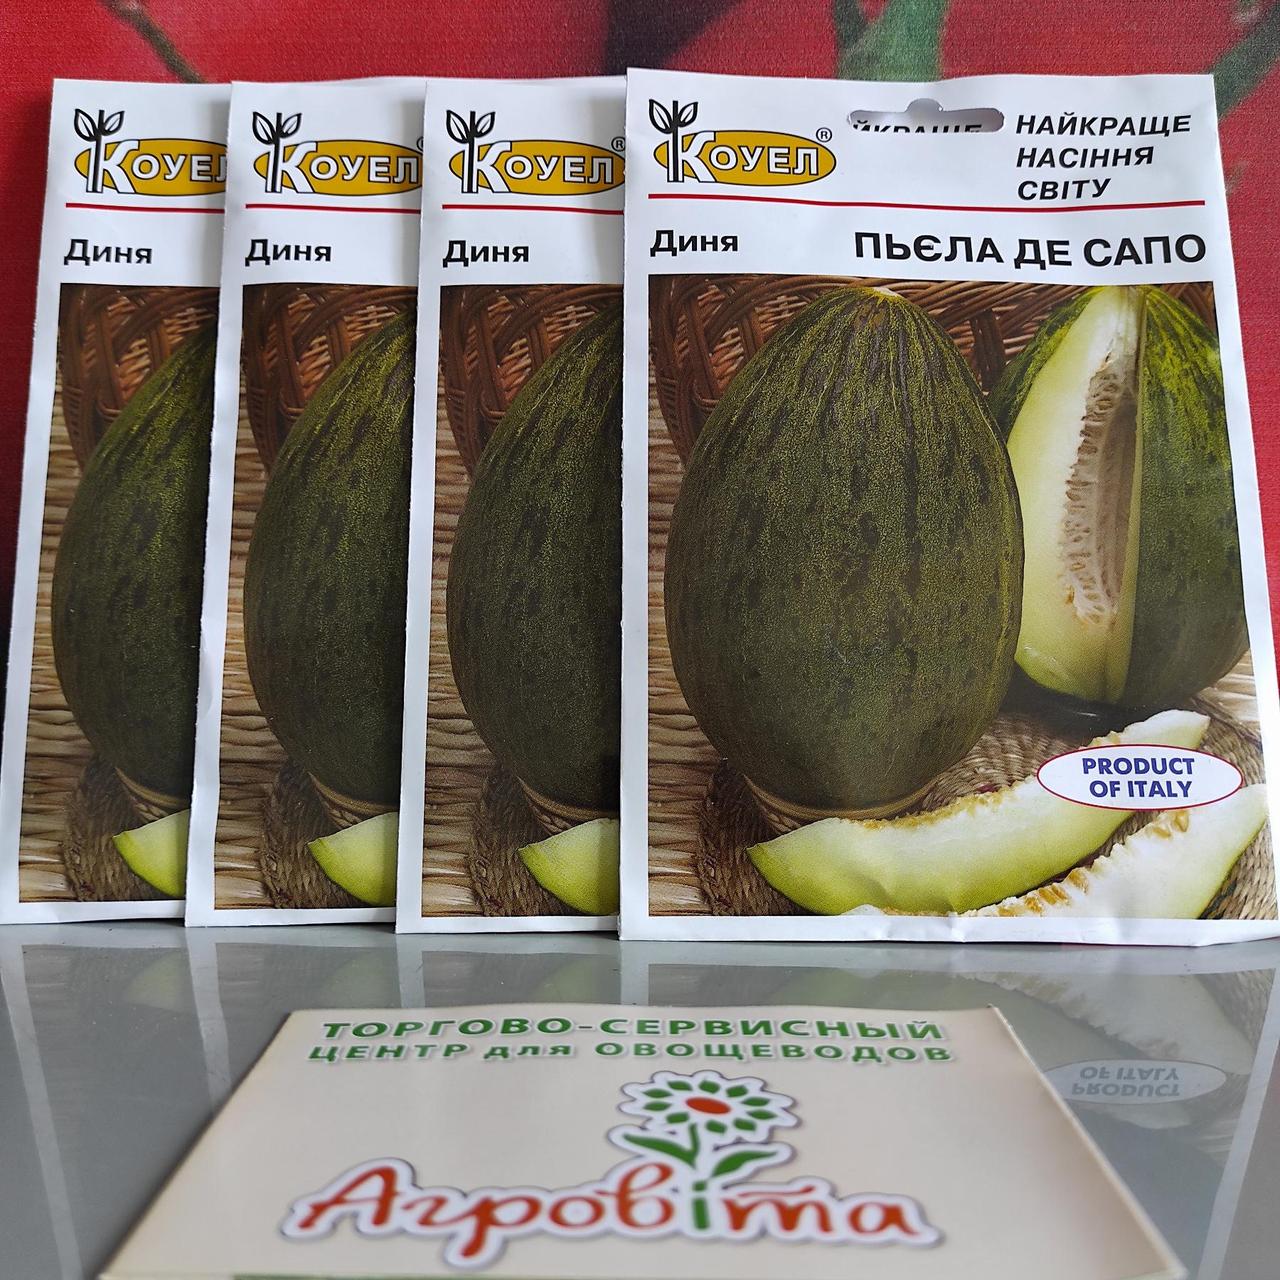 КОУЕЛ
КОУЕЛ
КОУЕЛ®
КОУЕЛ®
НАЙКРАЩЕ
НАСІННЯ
СВІТУ
Диня
Диня
Диня
Диня ПЬЄЛА ДЕ САПО
PRODUCT
OF ITALY
ТОРГОВО-СЕРВИСНЫЙ
ЦЕНТР для ОВОЩЕВОДОВ
Агровіта